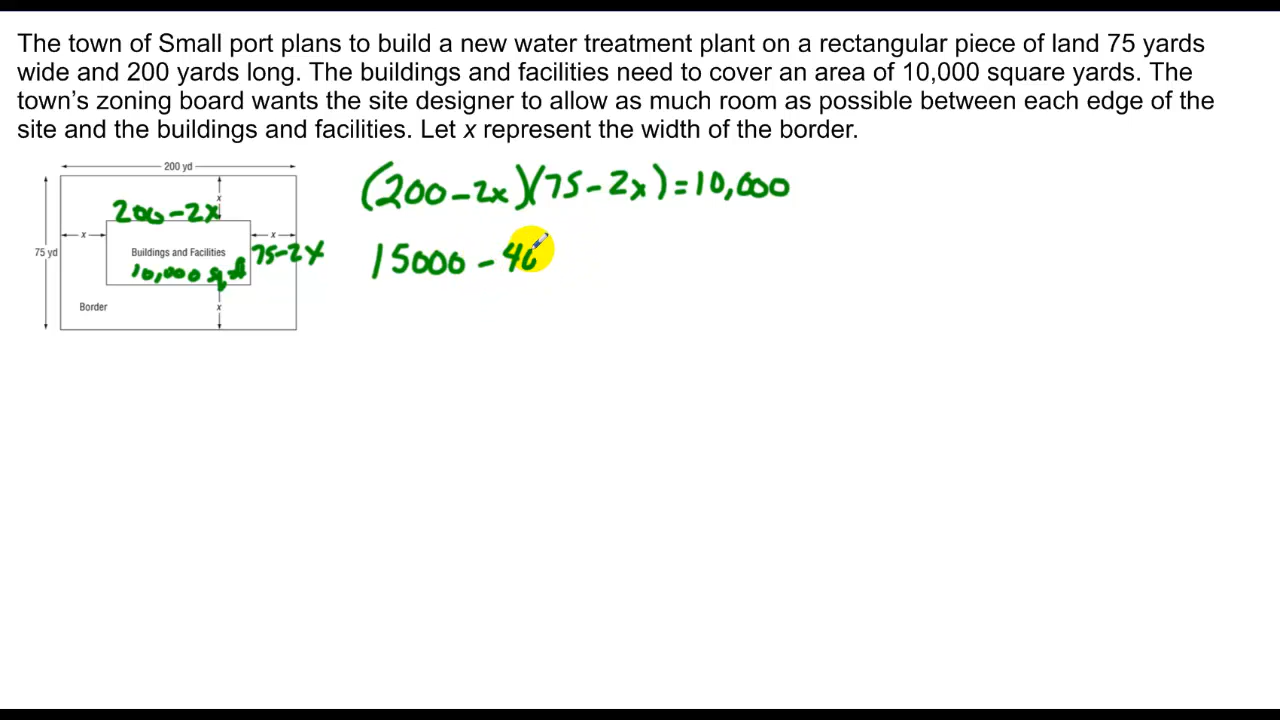 The town of Small port plans to build a new water treatment plant on a rectangular piece of land 75 yards
wide and 200 yards long. The buildings and facilities need to cover an area of 10,000 square yards. The
town's zoning board wants the site designer to allow as much room as possible between each edge of the
site and the buildings and facilities. Let x represent the width of the border.
200 yd
x
200-2x
x
x
75 yd
Buildings and Facilities
75-2x
10,000 sq
Border
x
(200-2x)(75-2x)=10,000
15000-40